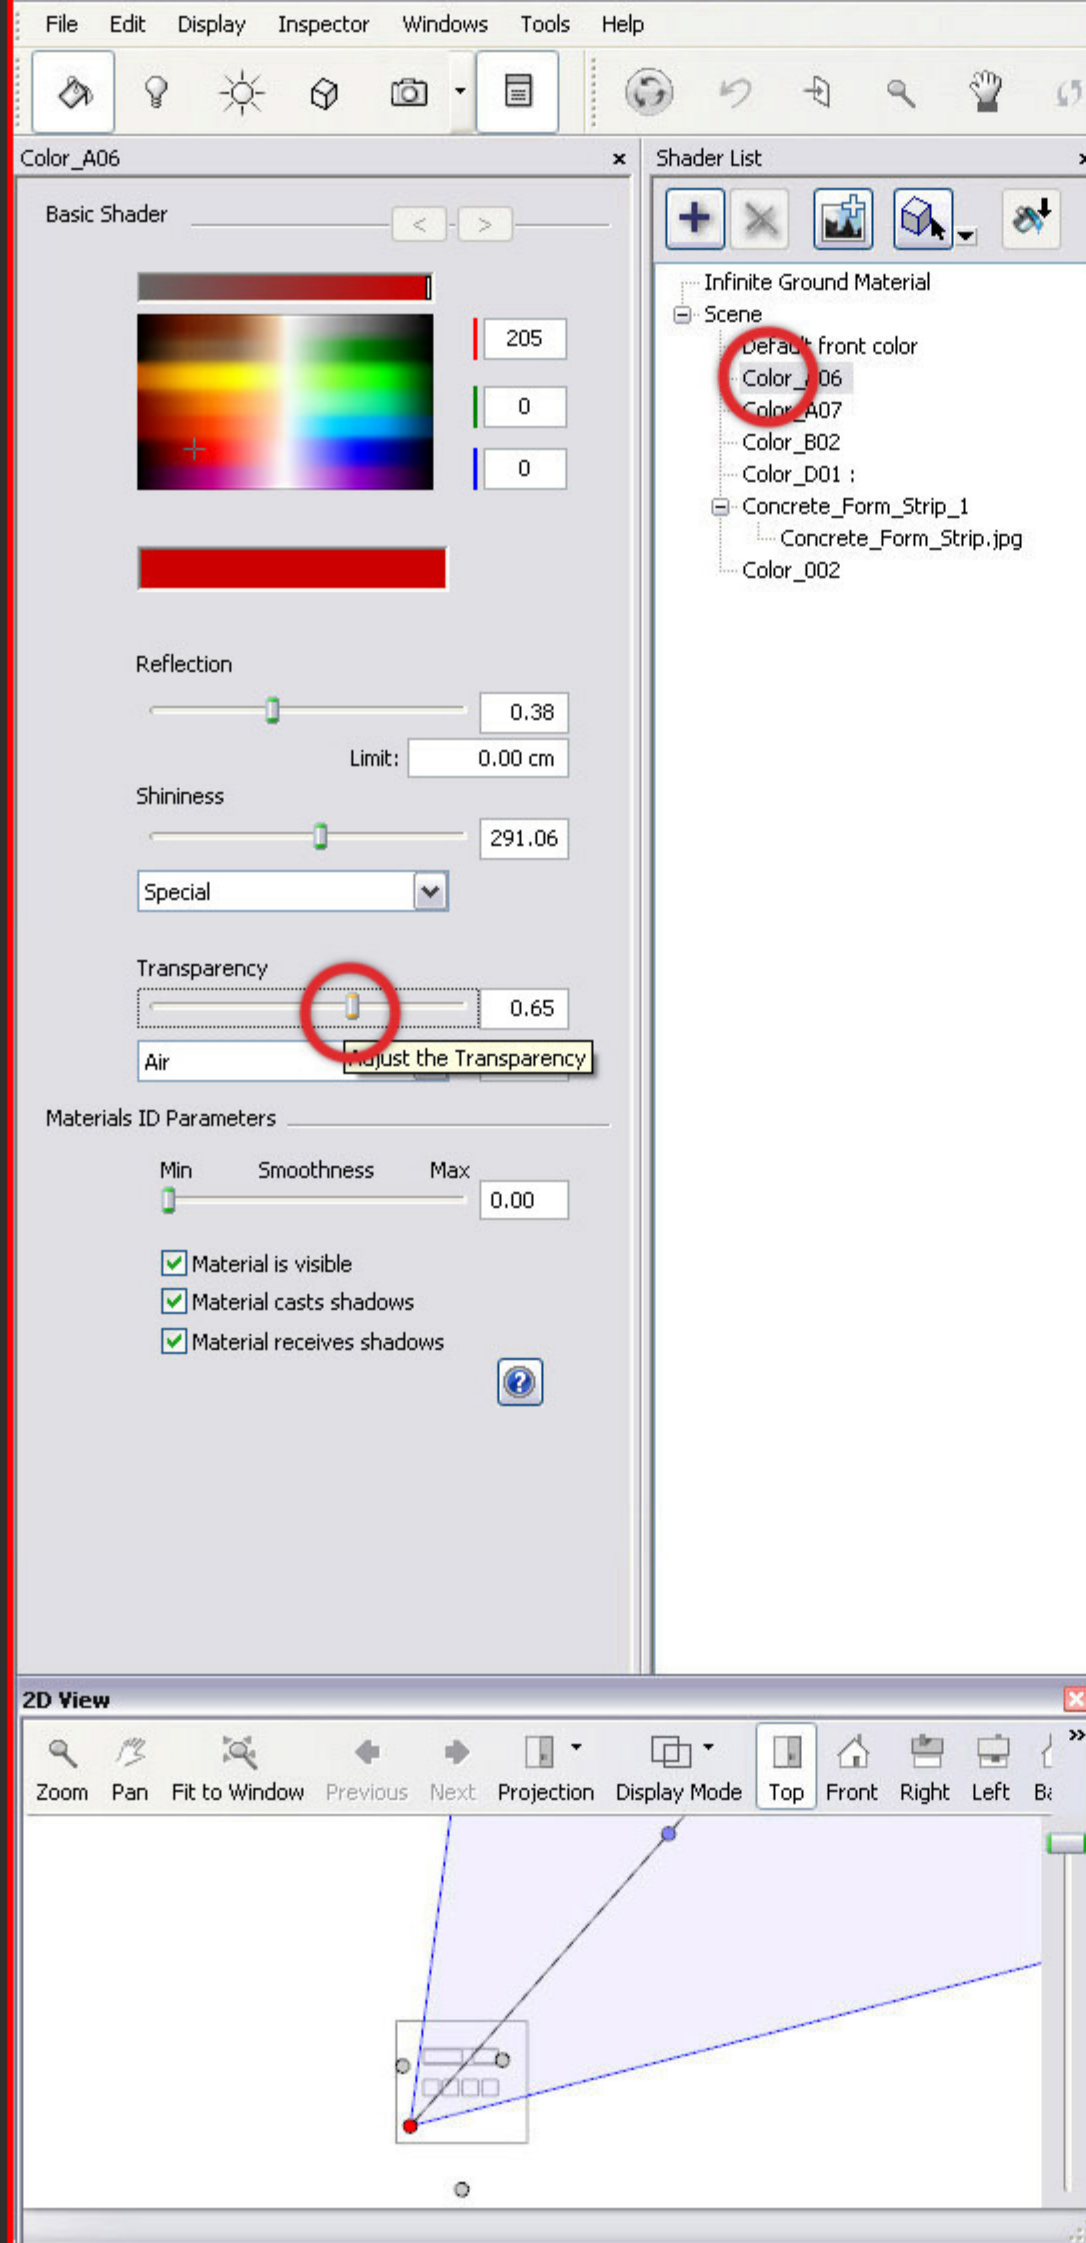 File Edit Display Inspector Windows Tools Help
Color_A06
Basic Shader
< >
205
0
0
Reflection
0.38
Limit: 0.00 cm
Shininess
291.06
Special
Transparency
0.65
Air
Adjust the Transparency
Materials ID Parameters
Min Smoothness Max
0.00
Material is visible
Material casts shadows
Material receives shadows
Shader List
Infinite Ground Material
Scene
Default front color
Color_A06
Color_A07
Color_B02
Color_D01 :
Concrete_Form_Strip_1
Concrete_Form_Strip.jpg
Color_002
2D View
Zoom Pan Fit to Window Previous Next Projection Display Mode Top Front Right Left